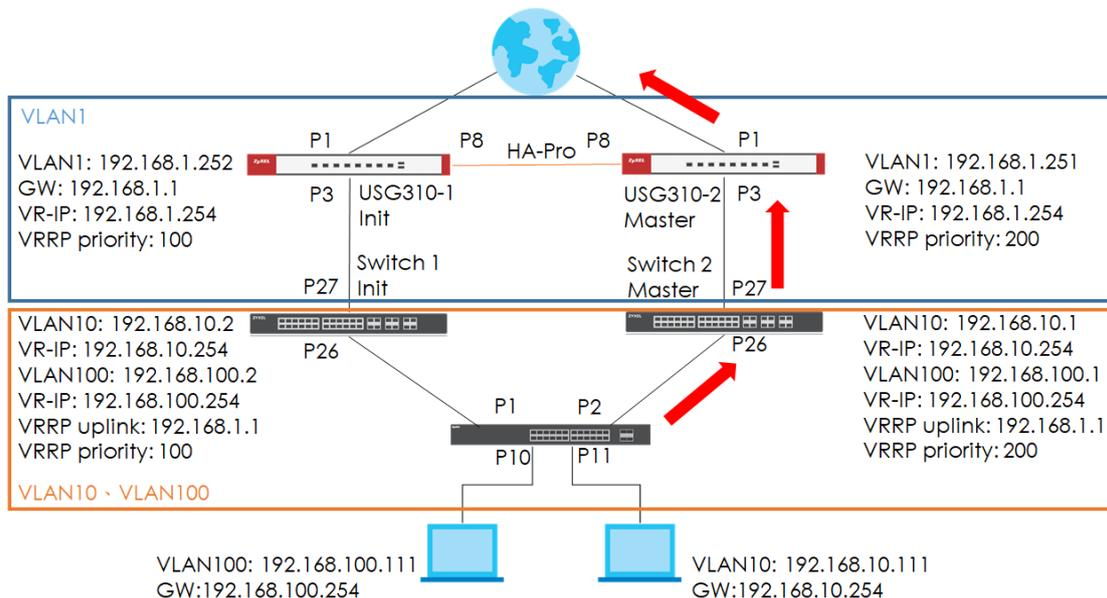 VLAN1
P1
P8
HA-Pro
P8
P1
ZyXEL
ZyXEL
VLAN1: 192.168.1.252
GW: 192.168.1.1
VR-IP: 192.168.1.254
VRRP priority: 100
P3
USG310-1
Init
USG310-2
Master
P3
VLAN1: 192.168.1.251
GW: 192.168.1.1
VR-IP: 192.168.1.254
VRRP priority: 200
Switch 1
Init
P27
Switch 2
Master
P27
VLAN10: 192.168.10.2
VR-IP: 192.168.10.254
VLAN100: 192.168.100.2
VR-IP: 192.168.100.254
VRRP uplink: 192.168.1.1
VRRP priority: 100
ZYXEL
P26
ZYXEL
P26
VLAN10: 192.168.10.1
VR-IP: 192.168.10.254
VLAN100: 192.168.100.1
VR-IP: 192.168.100.254
VRRP uplink: 192.168.1.1
VRRP priority: 200
P1
P2
P10
P11
VLAN10、VLAN100
VLAN100: 192.168.100.111
GW:192.168.100.254
VLAN10: 192.168.10.111
GW:192.168.10.254